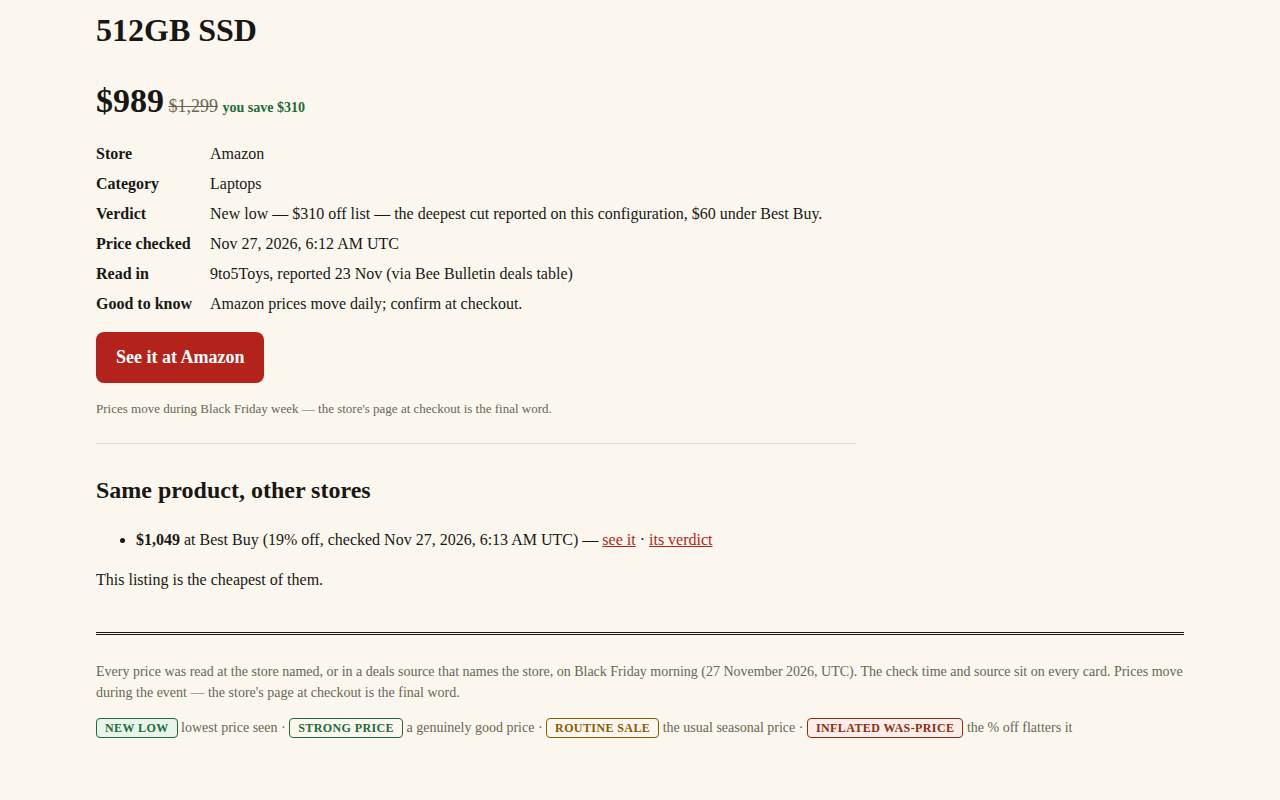 512GB SSD
$989 $1,299 you save $310
Store Amazon
Category Laptops
Verdict New low — $310 off list — the deepest cut reported on this configuration, $60 under Best Buy.
Price checked Nov 27, 2026, 6:12 AM UTC
Read in 9to5Toys, reported 23 Nov (via Bee Bulletin deals table)
Good to know Amazon prices move daily; confirm at checkout.
See it at Amazon
Prices move during Black Friday week — the store's page at checkout is the final word.
Same product, other stores
• $1,049 at Best Buy (19% off, checked Nov 27, 2026, 6:13 AM UTC) — see it · its verdict
This listing is the cheapest of them.
Every price was read at the store named, or in a deals source that names the store, on Black Friday morning (27 November 2026, UTC). The check time and source sit on every card. Prices move
during the event — the store's page at checkout is the final word.
NEW LOW lowest price seen · STRONG PRICE a genuinely good price · ROUTINE SALE the usual seasonal price · INFLATED WAS-PRICE the % off flatters it